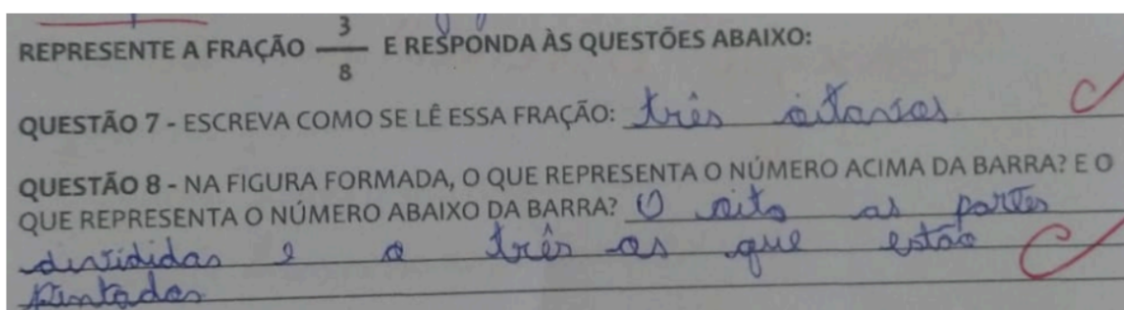 REPRESENTE A FRAÇÃO 3/8 E RESPONDA ÀS QUESTÕES ABAIXO:
QUESTÃO 7 - ESCREVA COMO SE LÊ ESSA FRAÇÃO: três oitavos
QUESTÃO 8 - NA FIGURA FORMADA, O QUE REPRESENTA O NÚMERO ACIMA DA BARRA? E O
QUE REPRESENTA O NÚMERO ABAIXO DA BARRA? O oito as partes
divididas e o três as que estão
pintadas